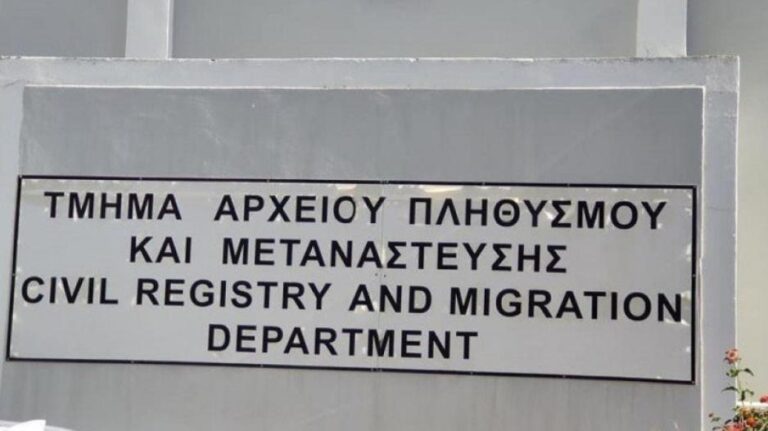 ΤΜΗΜΑ ΑΡΧΕΙΟΥ ΠΛΗΘΥΣΜΟΥ
ΚΑΙ ΜΕΤΑΝΑΣΤΕΥΣΗΣ
CIVIL REGISTRY AND MIGRATION
DEPARTMENT